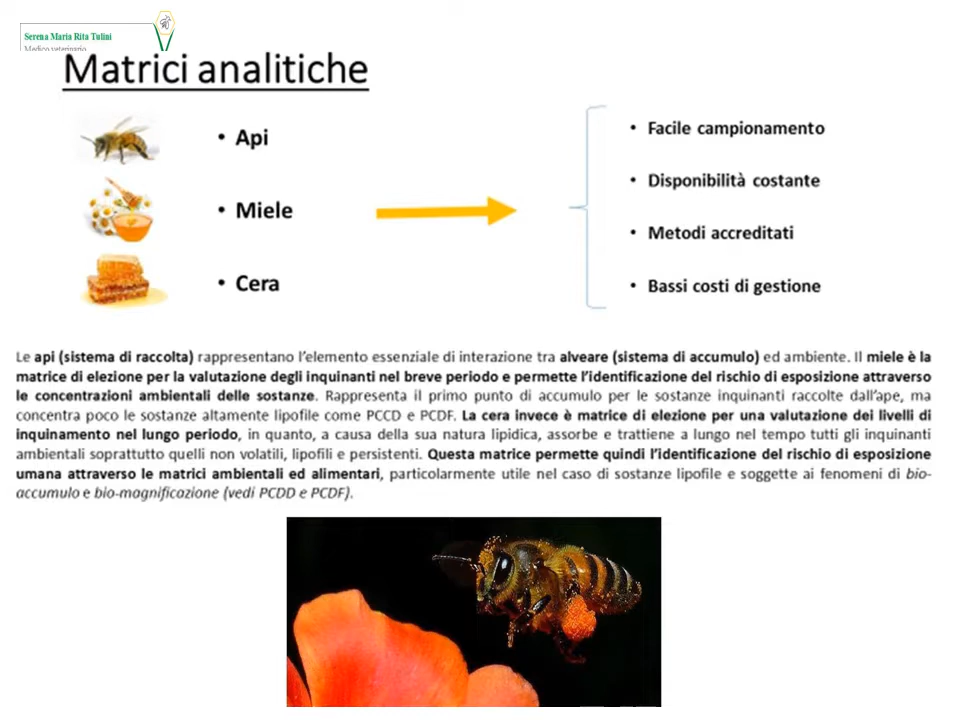 Serena Maria Rita Tulini
Medico veterinario
Matrici analitiche
• Api
• Miele
• Cera
• Facile campionamento
• Disponibilità costante
• Metodi accreditati
• Bassi costi di gestione
Le api (sistema di raccolta) rappresentano l'elemento essenziale di interazione tra alveare (sistema di accumulo) ed ambiente. Il miele è la
matrice di elezione per la valutazione degli inquinanti nel breve periodo e permette l'identificazione del rischio di esposizione attraverso
le concentrazioni ambientali delle sostanze. Rappresenta il primo punto di accumulo per le sostanze inquinanti raccolte dall'ape, ma
concentra poco le sostanze altamente lipofile come PCCD e PCDF. La cera invece è matrice di elezione per una valutazione dei livelli di
inquinamento nel lungo periodo, in quanto, a causa della sua natura lipidica, assorbe e trattiene a lungo nel tempo tutti gli inquinanti
ambientali soprattutto quelli non volatili, lipofili e persistenti. Questa matrice permette quindi l'identificazione del rischio di esposizione
umana attraverso le matrici ambientali ed alimentari, particolarmente utile nel caso di sostanze lipofile e soggette ai fenomeni di bio-
accumulo e bio-magnificazione (vedi PCDD e PCDF).